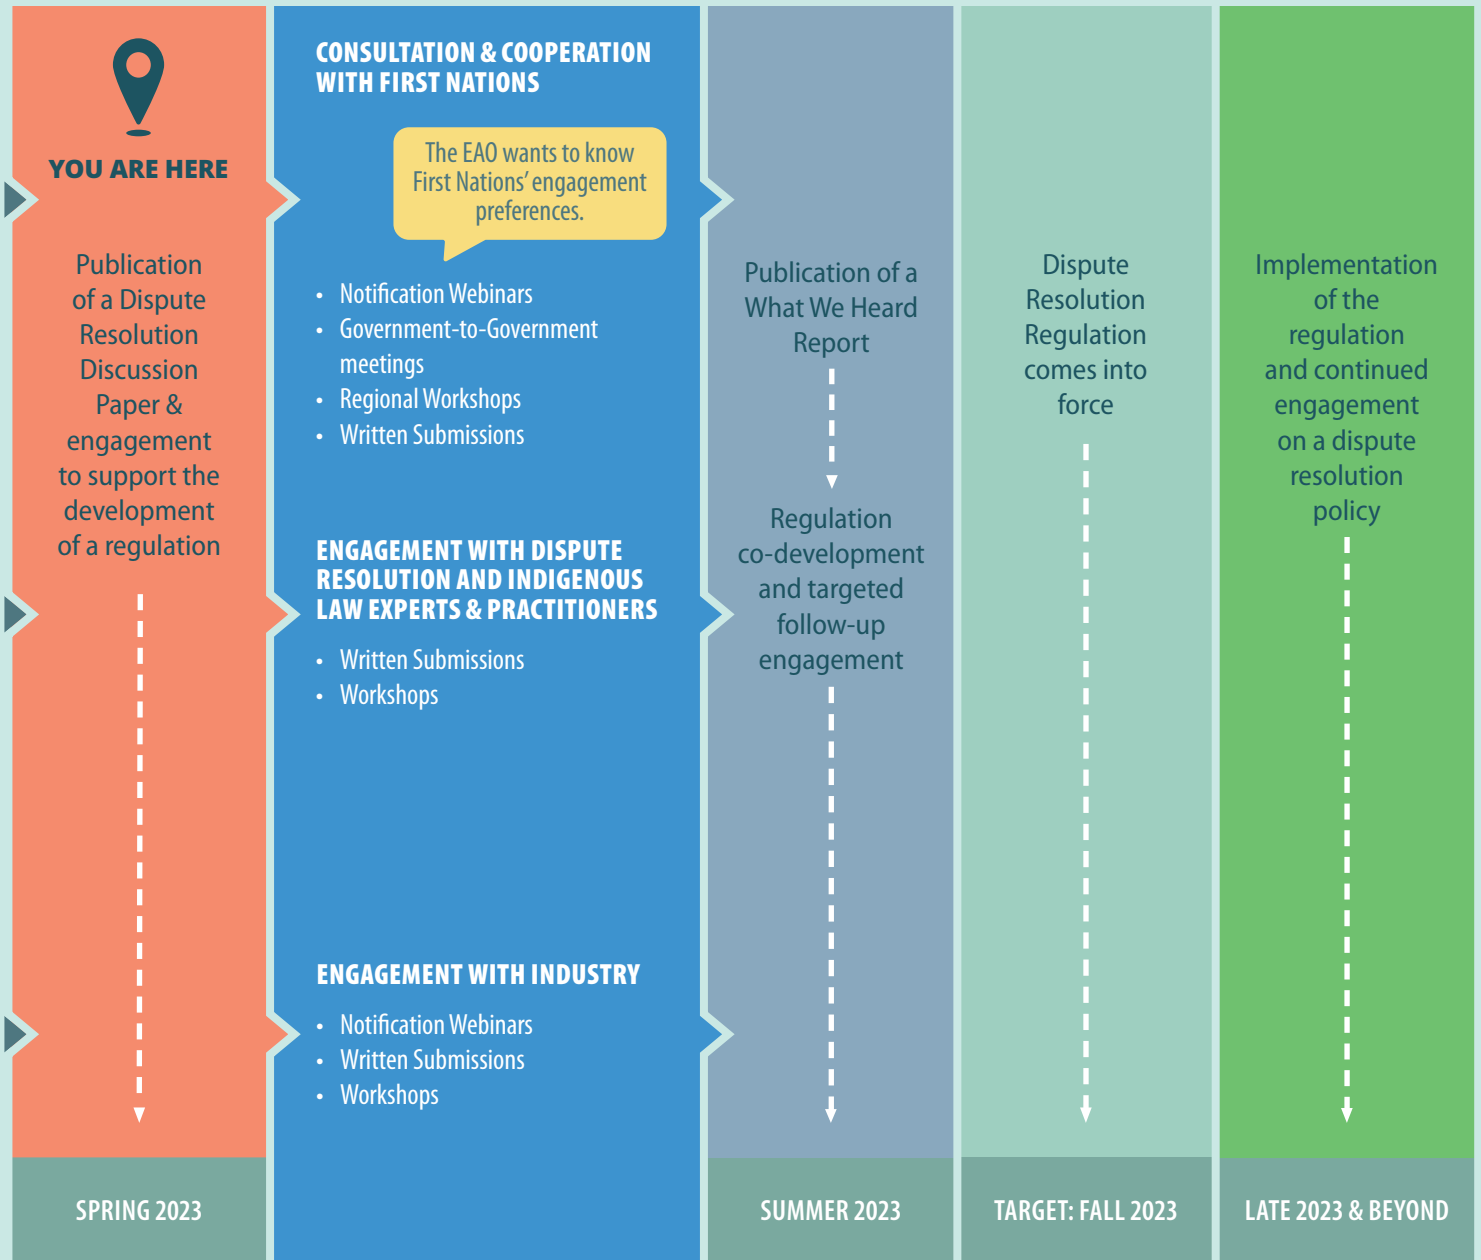 YOU ARE HERE
Publication
of a Dispute
Resolution
Discussion
Paper &
engagement
to support the
development
of a regulation
SPRING 2023
CONSULTATION & COOPERATION
WITH FIRST NATIONS
The EAO wants to know
First Nations’ engagement
preferences.
• Notification Webinars
• Government-to-Government
meetings
• Regional Workshops
• Written Submissions
ENGAGEMENT WITH DISPUTE
RESOLUTION AND INDIGENOUS
LAW EXPERTS & PRACTITIONERS
• Written Submissions
• Workshops
ENGAGEMENT WITH INDUSTRY
• Notification Webinars
• Written Submissions
• Workshops
Publication of a
What We Heard
Report
Regulation
co-development
and targeted
follow-up
engagement
SUMMER 2023
Dispute
Resolution
Regulation
comes into
force
TARGET: FALL 2023
Implementation
of the
regulation
and continued
engagement
on a dispute
resolution
policy
LATE 2023 & BEYOND